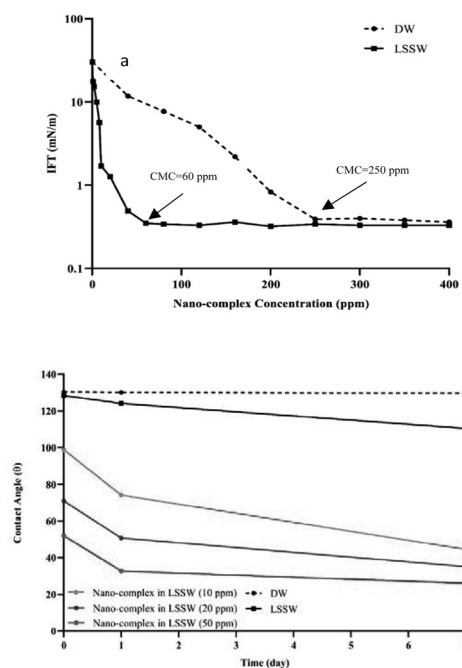 a
DW
LSSW
100
10
1
0.1
IFT (mN/m)
CMC=60 ppm
CMC=250 ppm
0 100 200 300 400
Nano-complex Concentration (ppm)
140
120
100
80
60
40
20
0
Contact Angle (θ)
Nano-complex in LSSW (10 ppm)
Nano-complex in LSSW (20 ppm)
Nano-complex in LSSW (50 ppm)
DW
LSSW
0 1 2 3 4 5 6 7
Time (day)